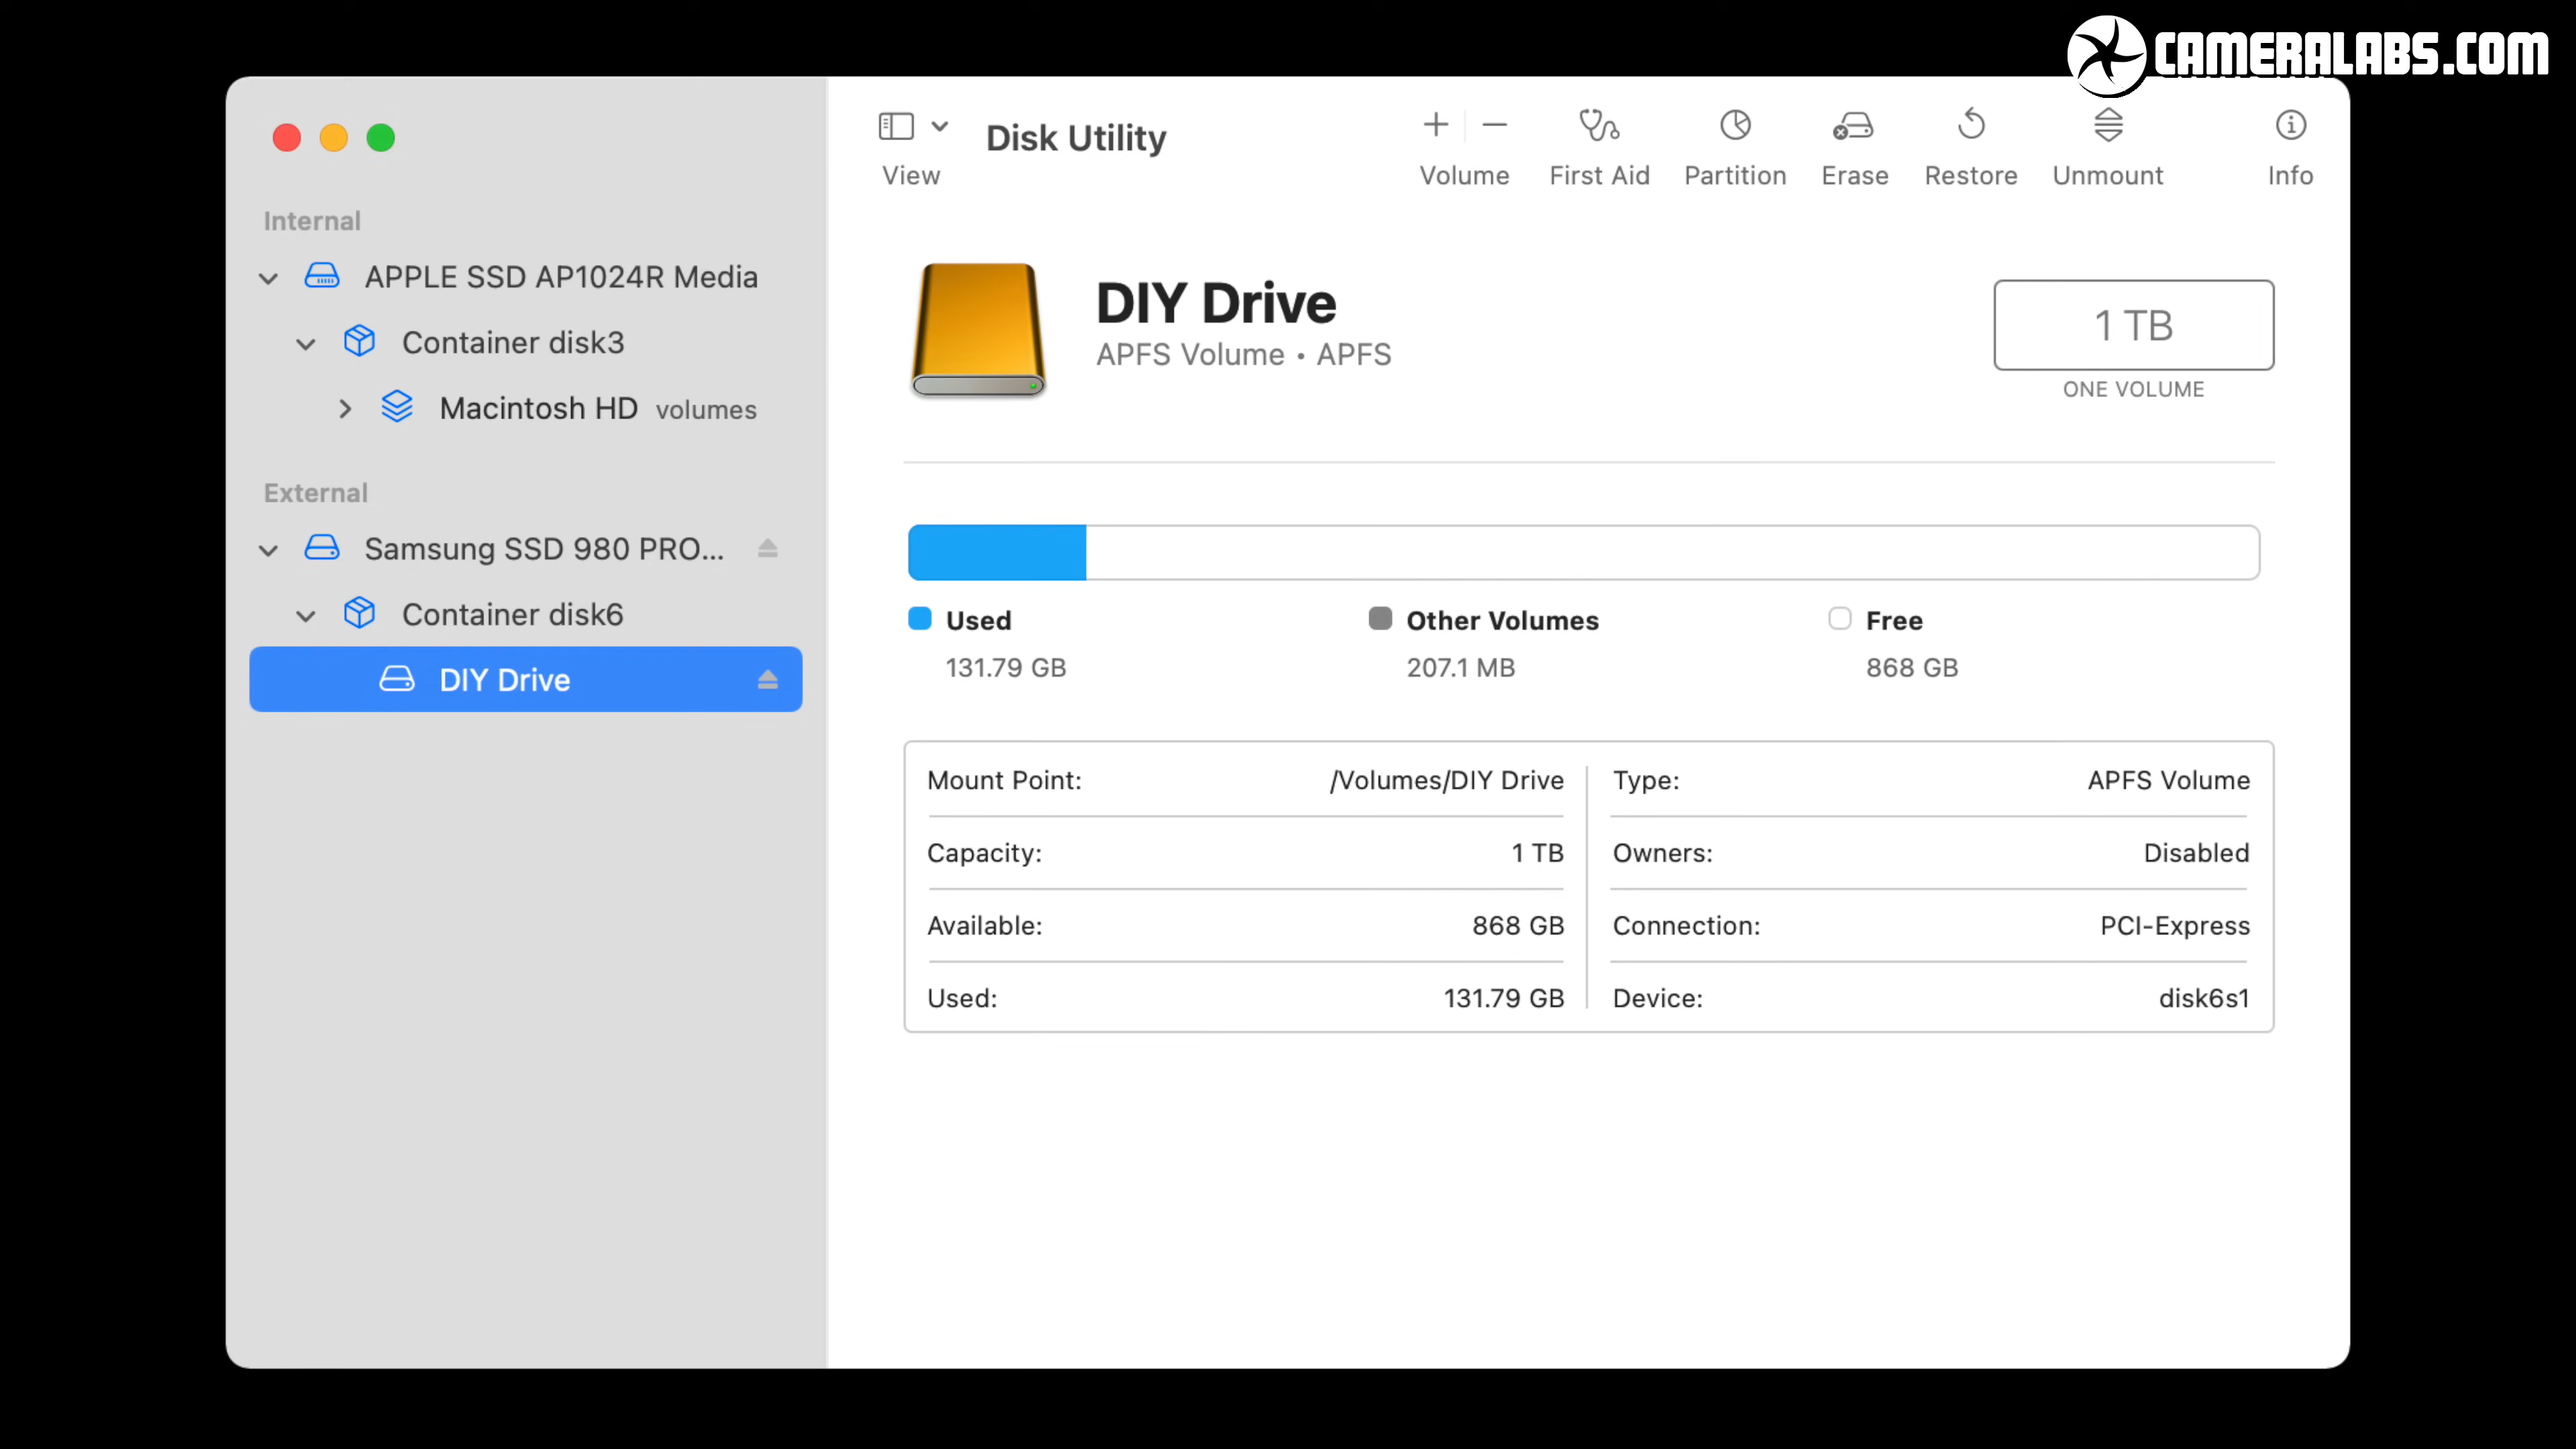 CAMERALABS.COM
Disk Utility
View
Volume
First Aid
Partition
Erase
Restore
Unmount
Info
Internal
APPLE SSD AP1024R Media
Container disk3
Macintosh HD volumes
External
Samsung SSD 980 PRO...
Container disk6
DIY Drive
DIY Drive
APFS Volume • APFS
1 TB
ONE VOLUME
Used
131.79 GB
Other Volumes
207.1 MB
Free
868 GB
Mount Point: /Volumes/DIY Drive
Capacity: 1 TB
Available: 868 GB
Used: 131.79 GB
Type: APFS Volume
Owners: Disabled
Connection: PCI-Express
Device: disk6s1